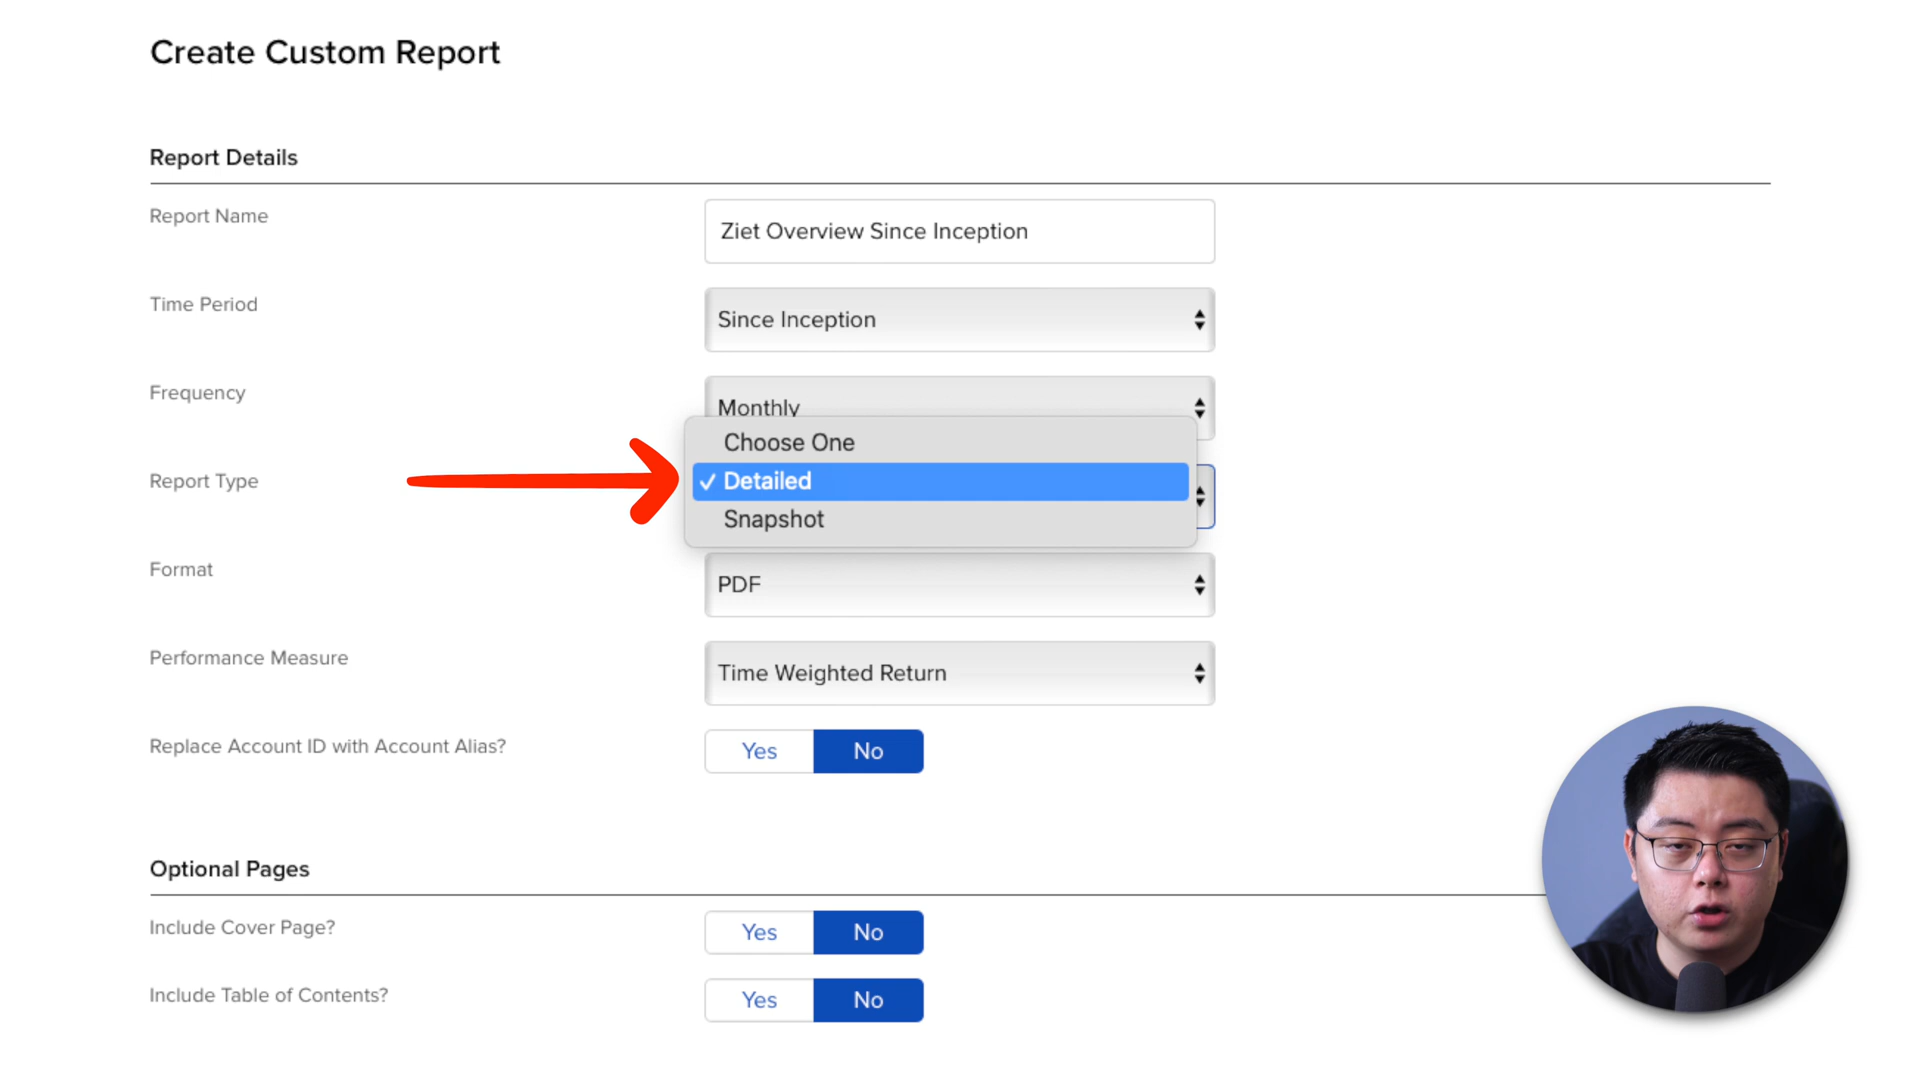 Create Custom Report
Report Details
Report Name
Ziet Overview Since Inception
Time Period
Since Inception
Frequency
Monthly
Choose One
Report Type
✓ Detailed
Snapshot
Format
PDF
Performance Measure
Time Weighted Return
Replace Account ID with Account Alias?
Yes No
Optional Pages
Include Cover Page?
Yes No
Include Table of Contents?
Yes No